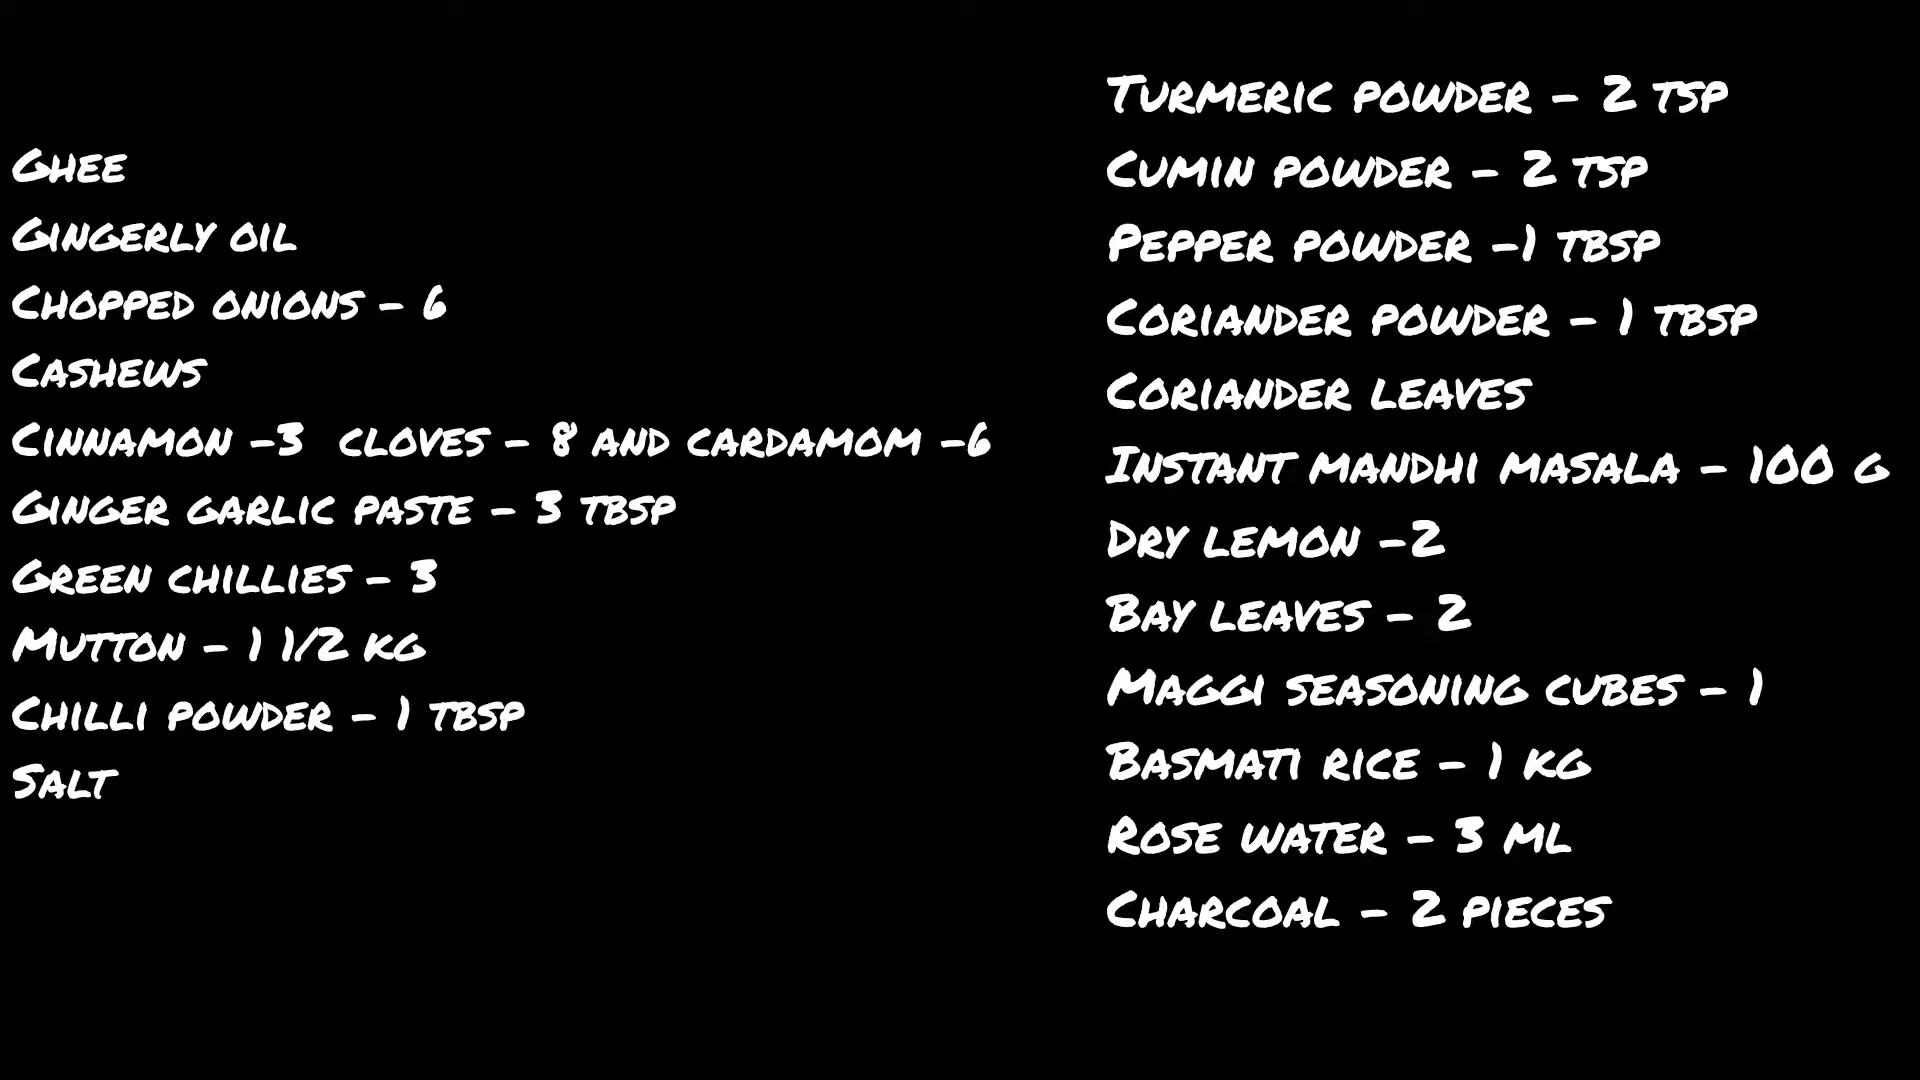 Ghee
Gingerly oil
Chopped onions - 6
Cashews
Cinnamon -3 cloves - 8 and cardamom -6
Ginger garlic paste - 3 tbsp
Green chillies - 3
Mutton - 1 1/2 kg
Chilli powder - 1 tbsp
Salt
Turmeric powder - 2 tsp
Cumin powder - 2 tsp
Pepper powder -1 tbsp
Coriander powder - 1 tbsp
Coriander leaves
Instant mandhi masala - 100 g
Dry lemon -2
Bay leaves - 2
Maggi seasoning cubes - 1
Basmati rice - 1 kg
Rose water - 3 ml
Charcoal - 2 pieces